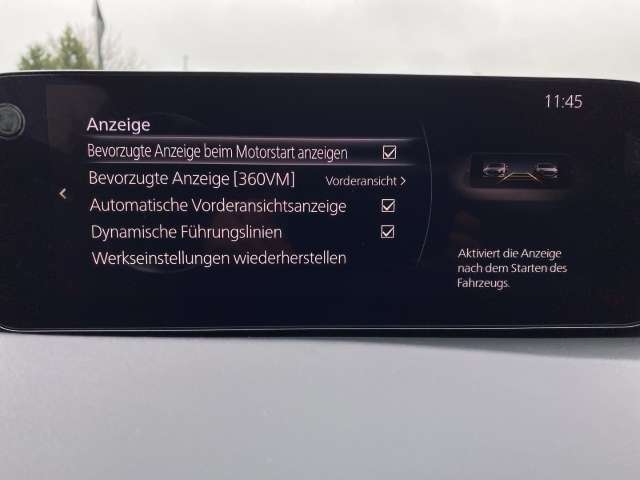 11:45
Anzeige
Bevorzugte Anzeige beim Motorstart anzeigen
Bevorzugte Anzeige [360VM] Vorderansicht
Automatische Vorderansichtsanzeige
Dynamische Führungslinien
Werkseinstellungen wiederherstellen
Aktiviert die Anzeige
nach dem Starten des
Fahrzeugs.